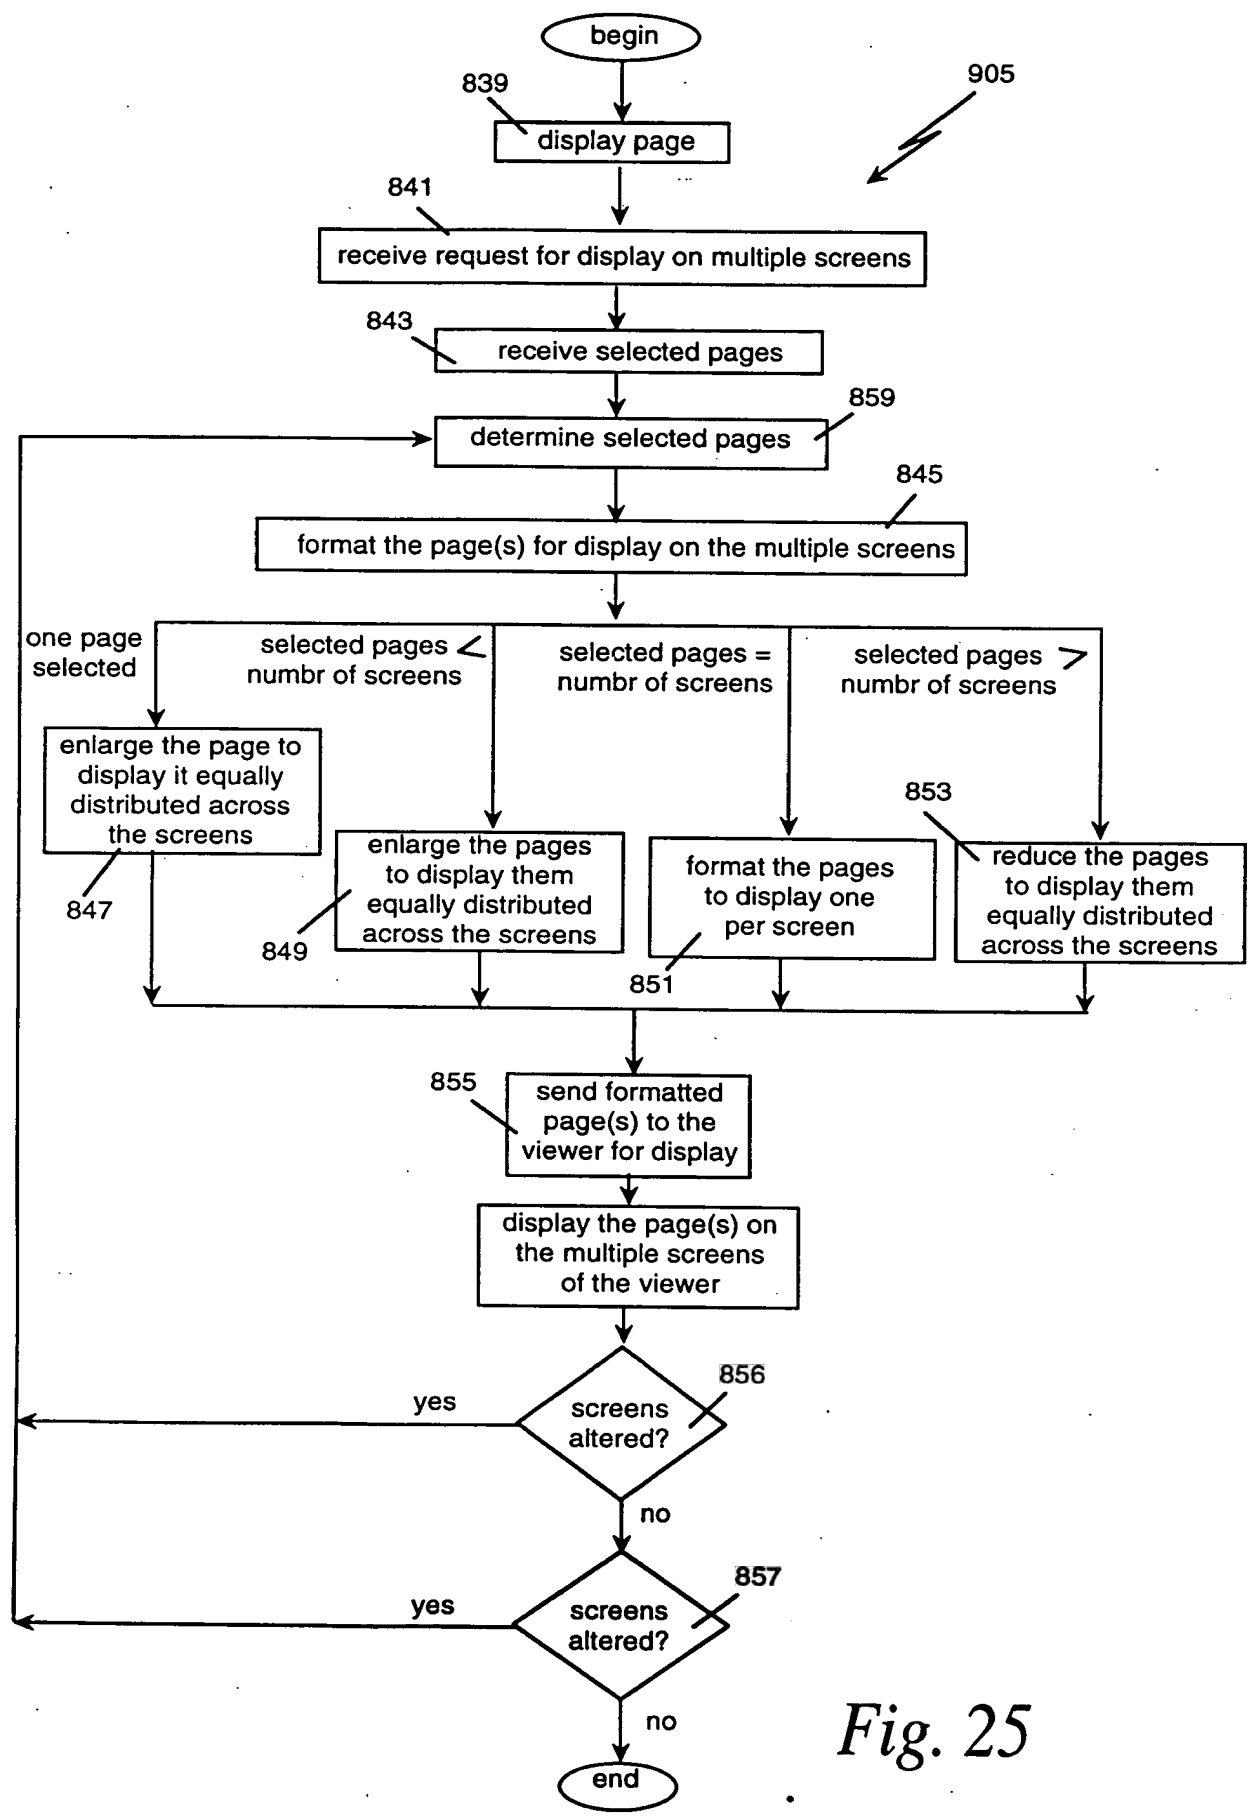 begin
839
display page
905
841
receive request for display on multiple screens
843
receive selected pages
859
determine selected pages
845
format the page(s) for display on the multiple screens
one page
selected
selected pages <
numbr of screens
selected pages =
numbr of screens
selected pages >
numbr of screens
enlarge the page to
display it equally
distributed across
the screens
847
enlarge the pages
to display them
equally distributed
across the screens
849
format the pages
to display one
per screen
851
853
reduce the pages
to display them
equally distributed
across the screens
855
send formatted
page(s) to the
viewer for display
display the page(s) on
the multiple screens
of the viewer
856
screens
altered?
yes
no
857
screens
altered?
yes
no
end
Fig. 25